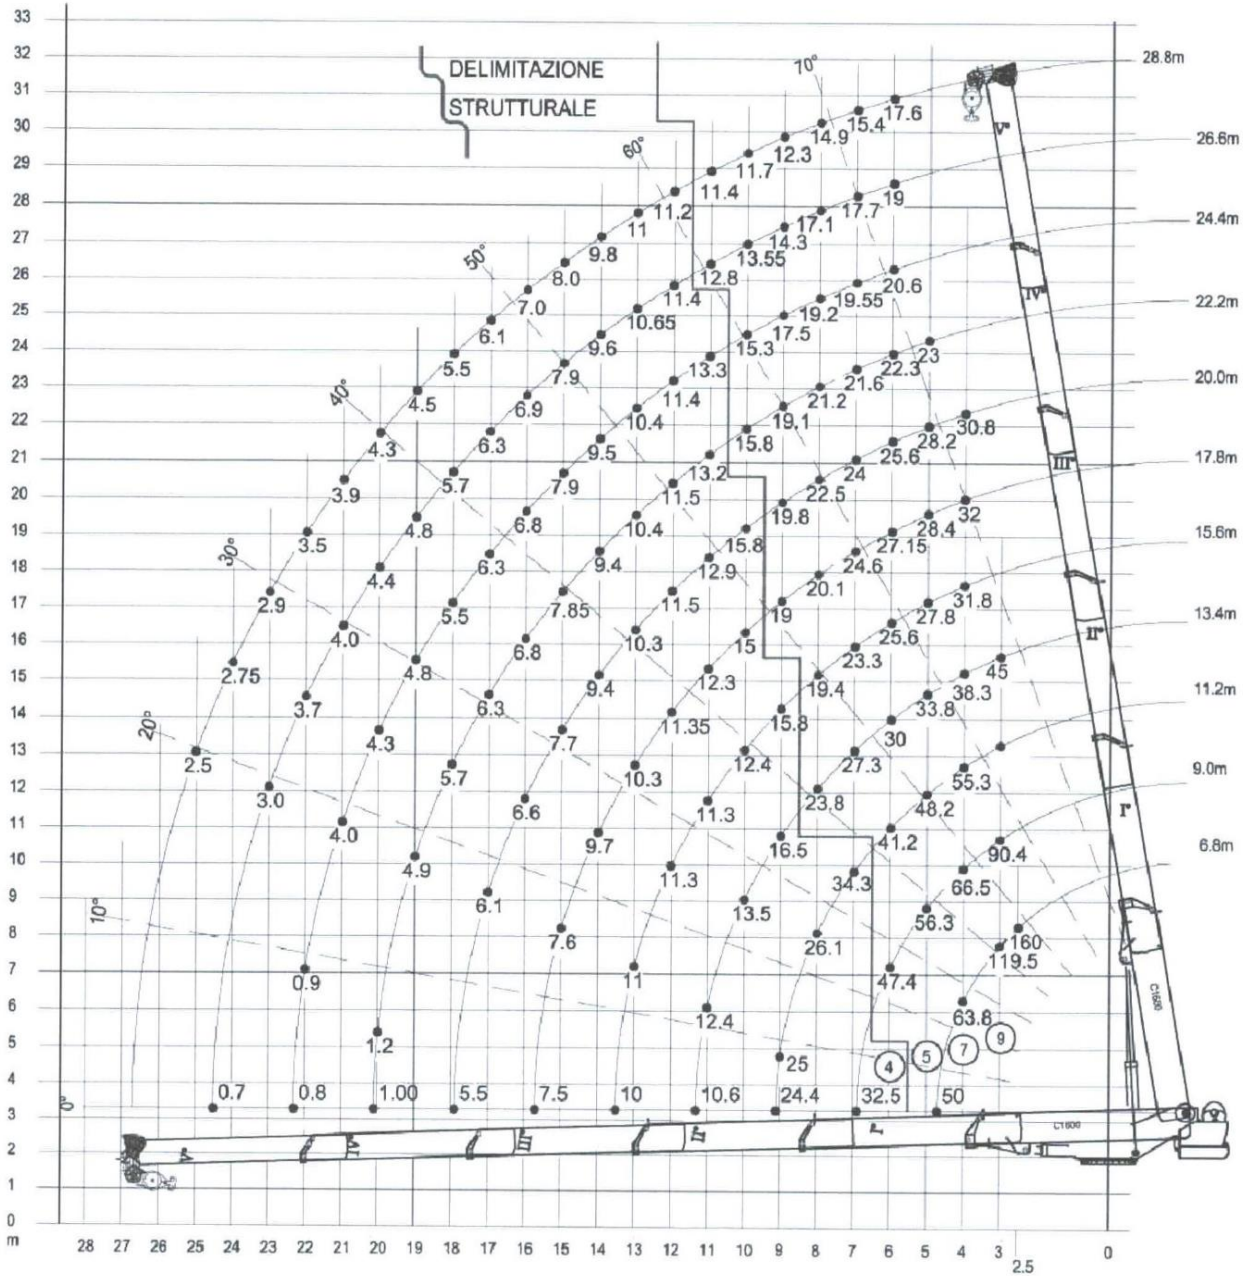 33
32
31
30
29
28
27
26
25
24
23
22
21
20
19
18
17
16
15
14
13
12
11
10
9
8
7
6
5
4
3
2
1
0
m
DELIMITAZIONE
STRUTTURALE
0°
10°
20°
30°
40°
50°
60°
70°
28.8m
26.6m
24.4m
22.2m
20.0m
17.8m
15.6m
13.4m
11.2m
9.0m
6.8m
2.5 2.75 2.9 3.5 3.9 4.3 4.5 5.5 6.1 7.0 8.0 9.8 11 11.2 11.4 11.7 12.3 14.9 15.4 17.6
0.9 3.0 3.7 4.0 4.4 4.8 5.7 6.3 6.9 7.9 9.6 10.65 11.4 12.8 13.55 14.3 17.1 17.7 19
1.2 4.0 4.3 4.8 5.5 6.3 6.8 7.9 9.5 10.4 11.4 13.3 15.3 17.5 19.2 19.55 20.6
4.9 5.7 6.3 6.8 7.85 9.4 10.4 11.5 13.2 15.8 19.1 21.2 21.6 22.3 23
6.1 6.6 7.7 9.4 10.3 11.5 12.9 15.8 19.8 22.5 24 25.6 28.2 30.8
7.6 9.7 10.3 11.35 12.3 15 19 20.1 24.6 27.15 28.4 32
11 11.3 11.3 12.4 15.8 19.4 23.3 25.6 27.8 31.8
12.4 13.5 16.5 23.8 27.3 30 33.8 38.3 45
25 26.1 34.3 41.2 48.2 55.3
47.4 56.3 66.5 90.4
63.8 119.5 160
4 5 7 9
0.7 0.8 1.00 5.5 7.5 10 10.6 24.4 32.5 50
V° IV° III° II° I° C1600
V°
IV°
III°
II°
I°
C1600
28 27 26 25 24 23 22 21 20 19 18 17 16 15 14 13 12 11 10 9 8 7 6 5 4 3 2.5 0